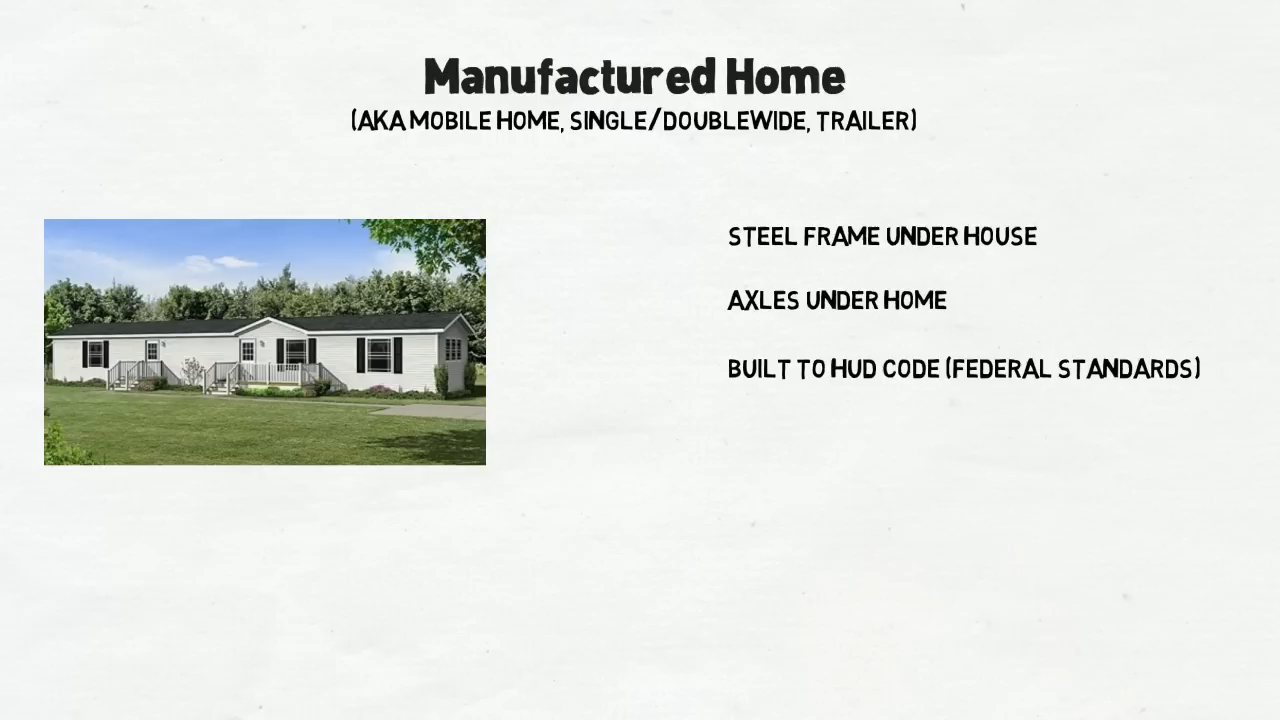 Manufactured Home
(AKA MOBILE HOME, SINGLE/DOUBLEWIDE, TRAILER)
STEEL FRAME UNDER HOUSE
AXLES UNDER HOME
BUILT TO HUD CODE (FEDERAL STANDARDS)